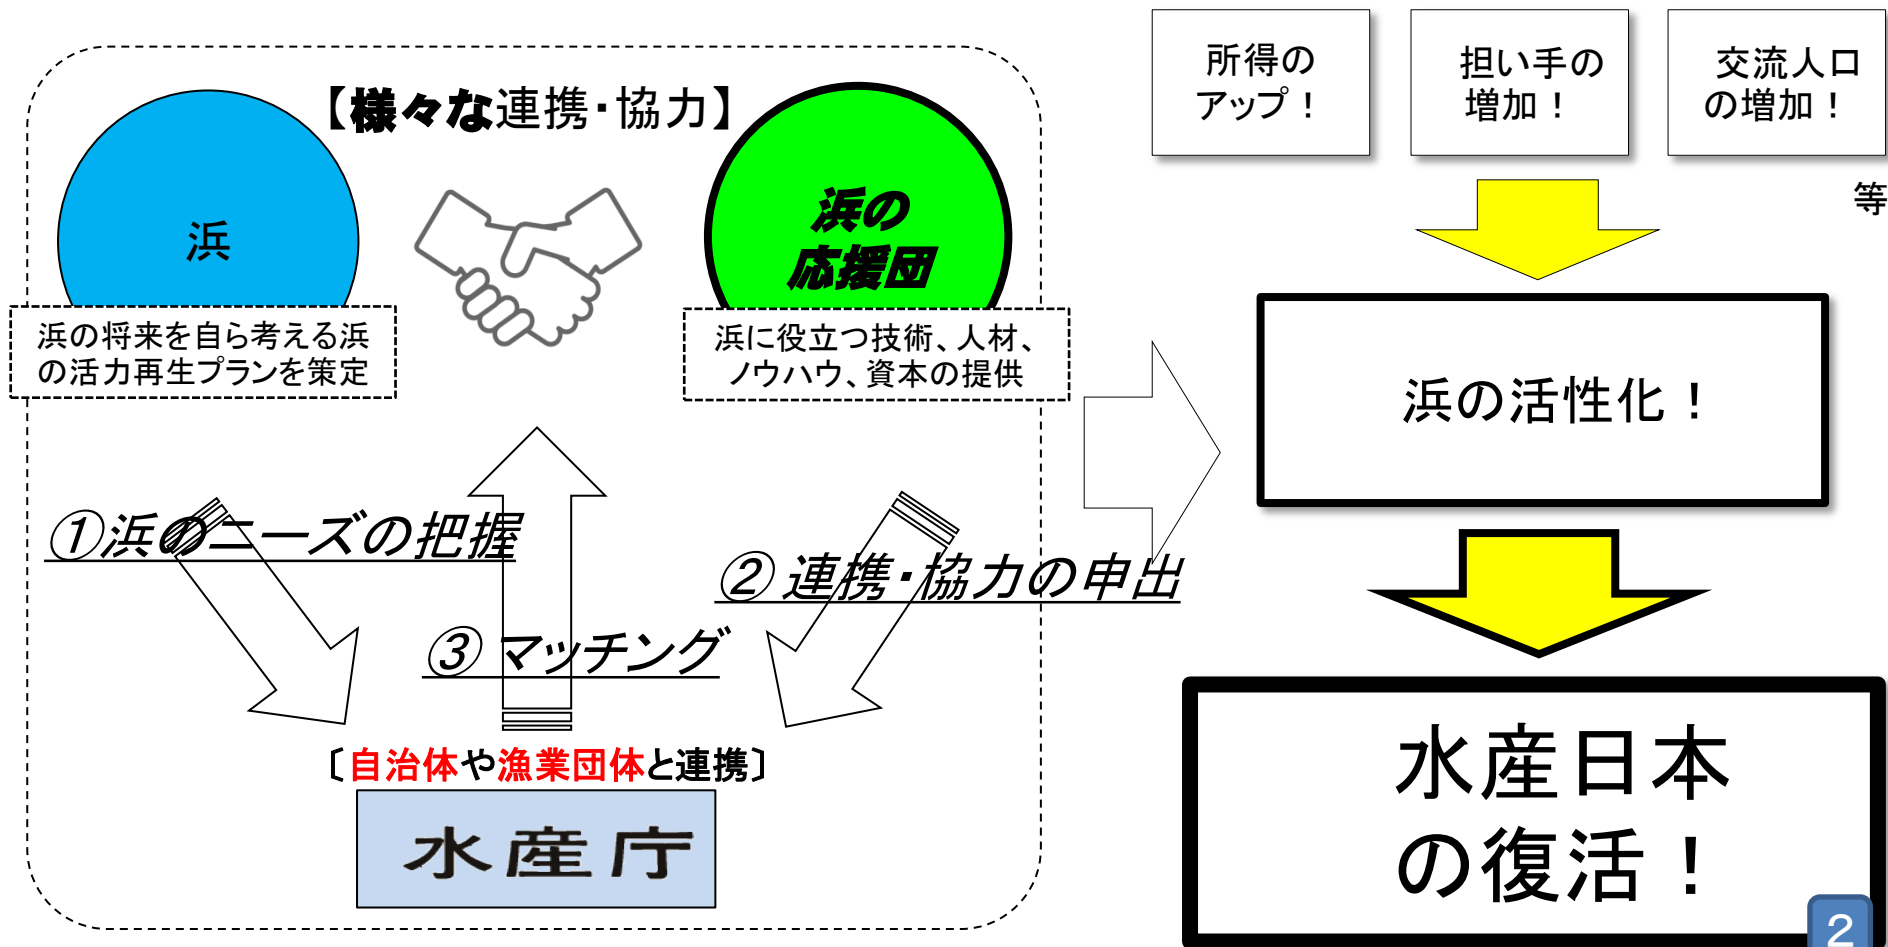 【様々な連携・協力】
浜
浜の将来を自ら考える浜
の活力再生プランを策定
浜の
応援団
浜に役立つ技術、人材、
ノウハウ、資本の提供
①浜のニーズの把握
② 連携・協力の申出
③ マッチング
〔自治体や漁業団体と連携〕
水産庁
所得の
アップ！
担い手の
増加！
交流人口
の増加！
等
浜の活性化！
水産日本
の復活！
2